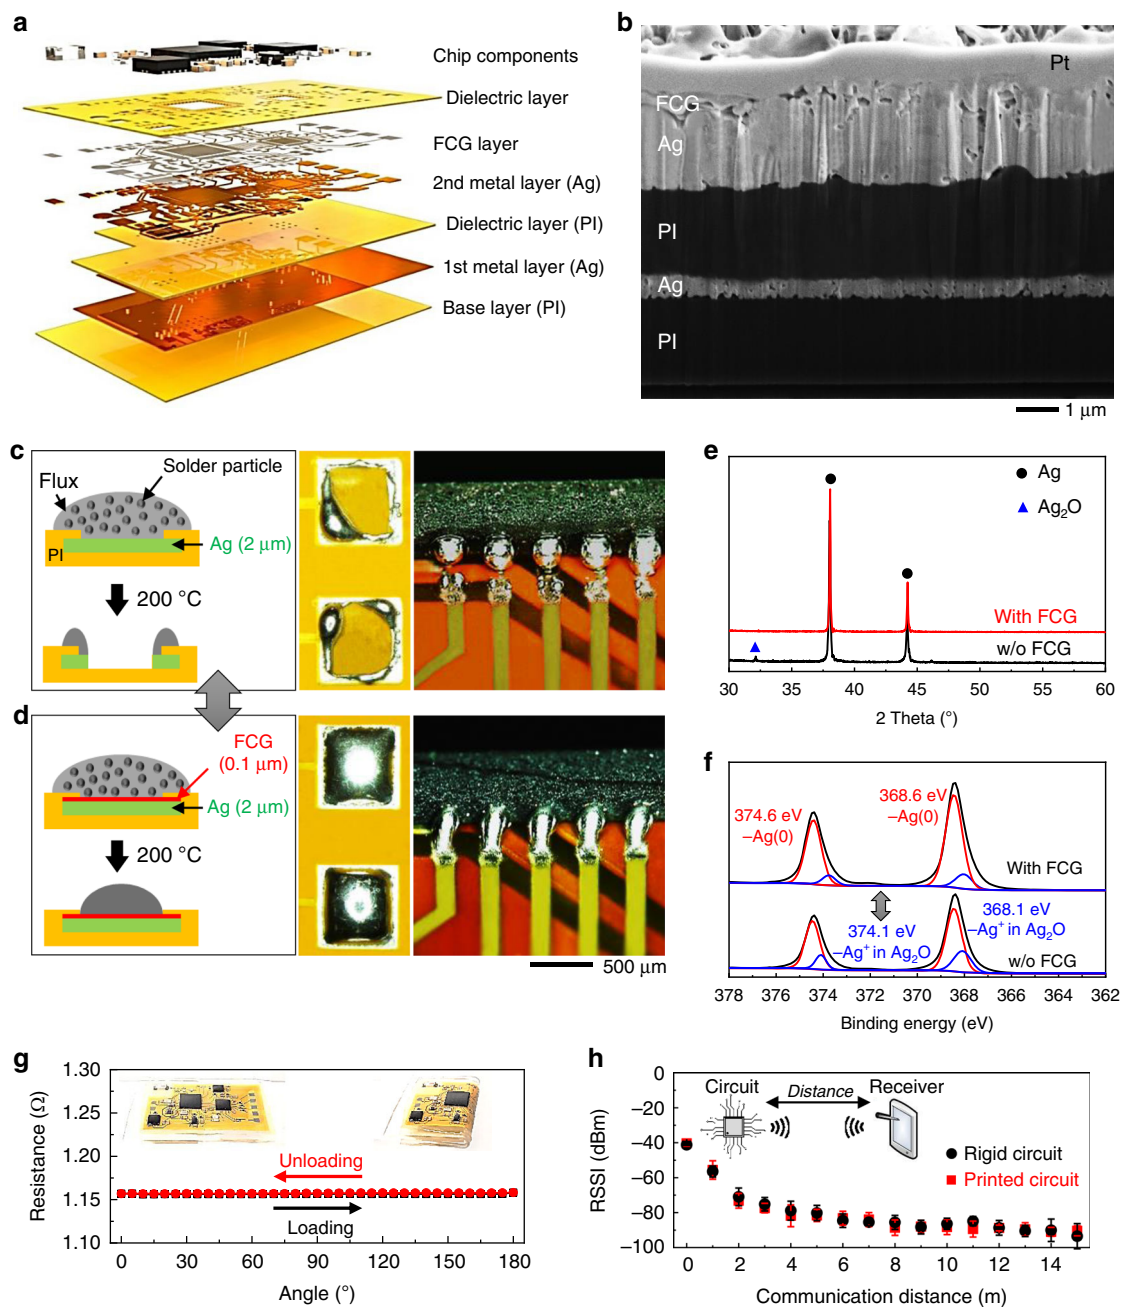 a
Chip components
Dielectric layer
FCG layer
2nd metal layer (Ag)
Dielectric layer (PI)
1st metal layer (Ag)
Base layer (PI)
b
Pt
FCG
Ag
PI
Ag
PI
1 μm
c
Solder particle
Flux
PI
Ag (2 μm)
200 °C
d
FCG
(0.1 μm)
Ag (2 μm)
200 °C
500 μm
e
Ag
Ag2O
With FCG
w/o FCG
30 35 40 45 50 55 60
2 Theta (°)
f
374.6 eV
–Ag(0)
368.6 eV
–Ag(0)
With FCG
374.1 eV
–Ag+ in Ag2O
368.1 eV
–Ag+ in Ag2O
w/o FCG
378 376 374 372 370 368 366 364 362
Binding energy (eV)
g
1.30
1.25
1.20
1.15
1.10
Resistance (Ω)
Unloading
Loading
0 30 60 90 120 150 180
Angle (°)
h
0
–20
–40
–60
–80
–100
RSSI (dBm)
Circuit
Distance
Receiver
Rigid circuit
Printed circuit
0 2 4 6 8 10 12 14
Communication distance (m)